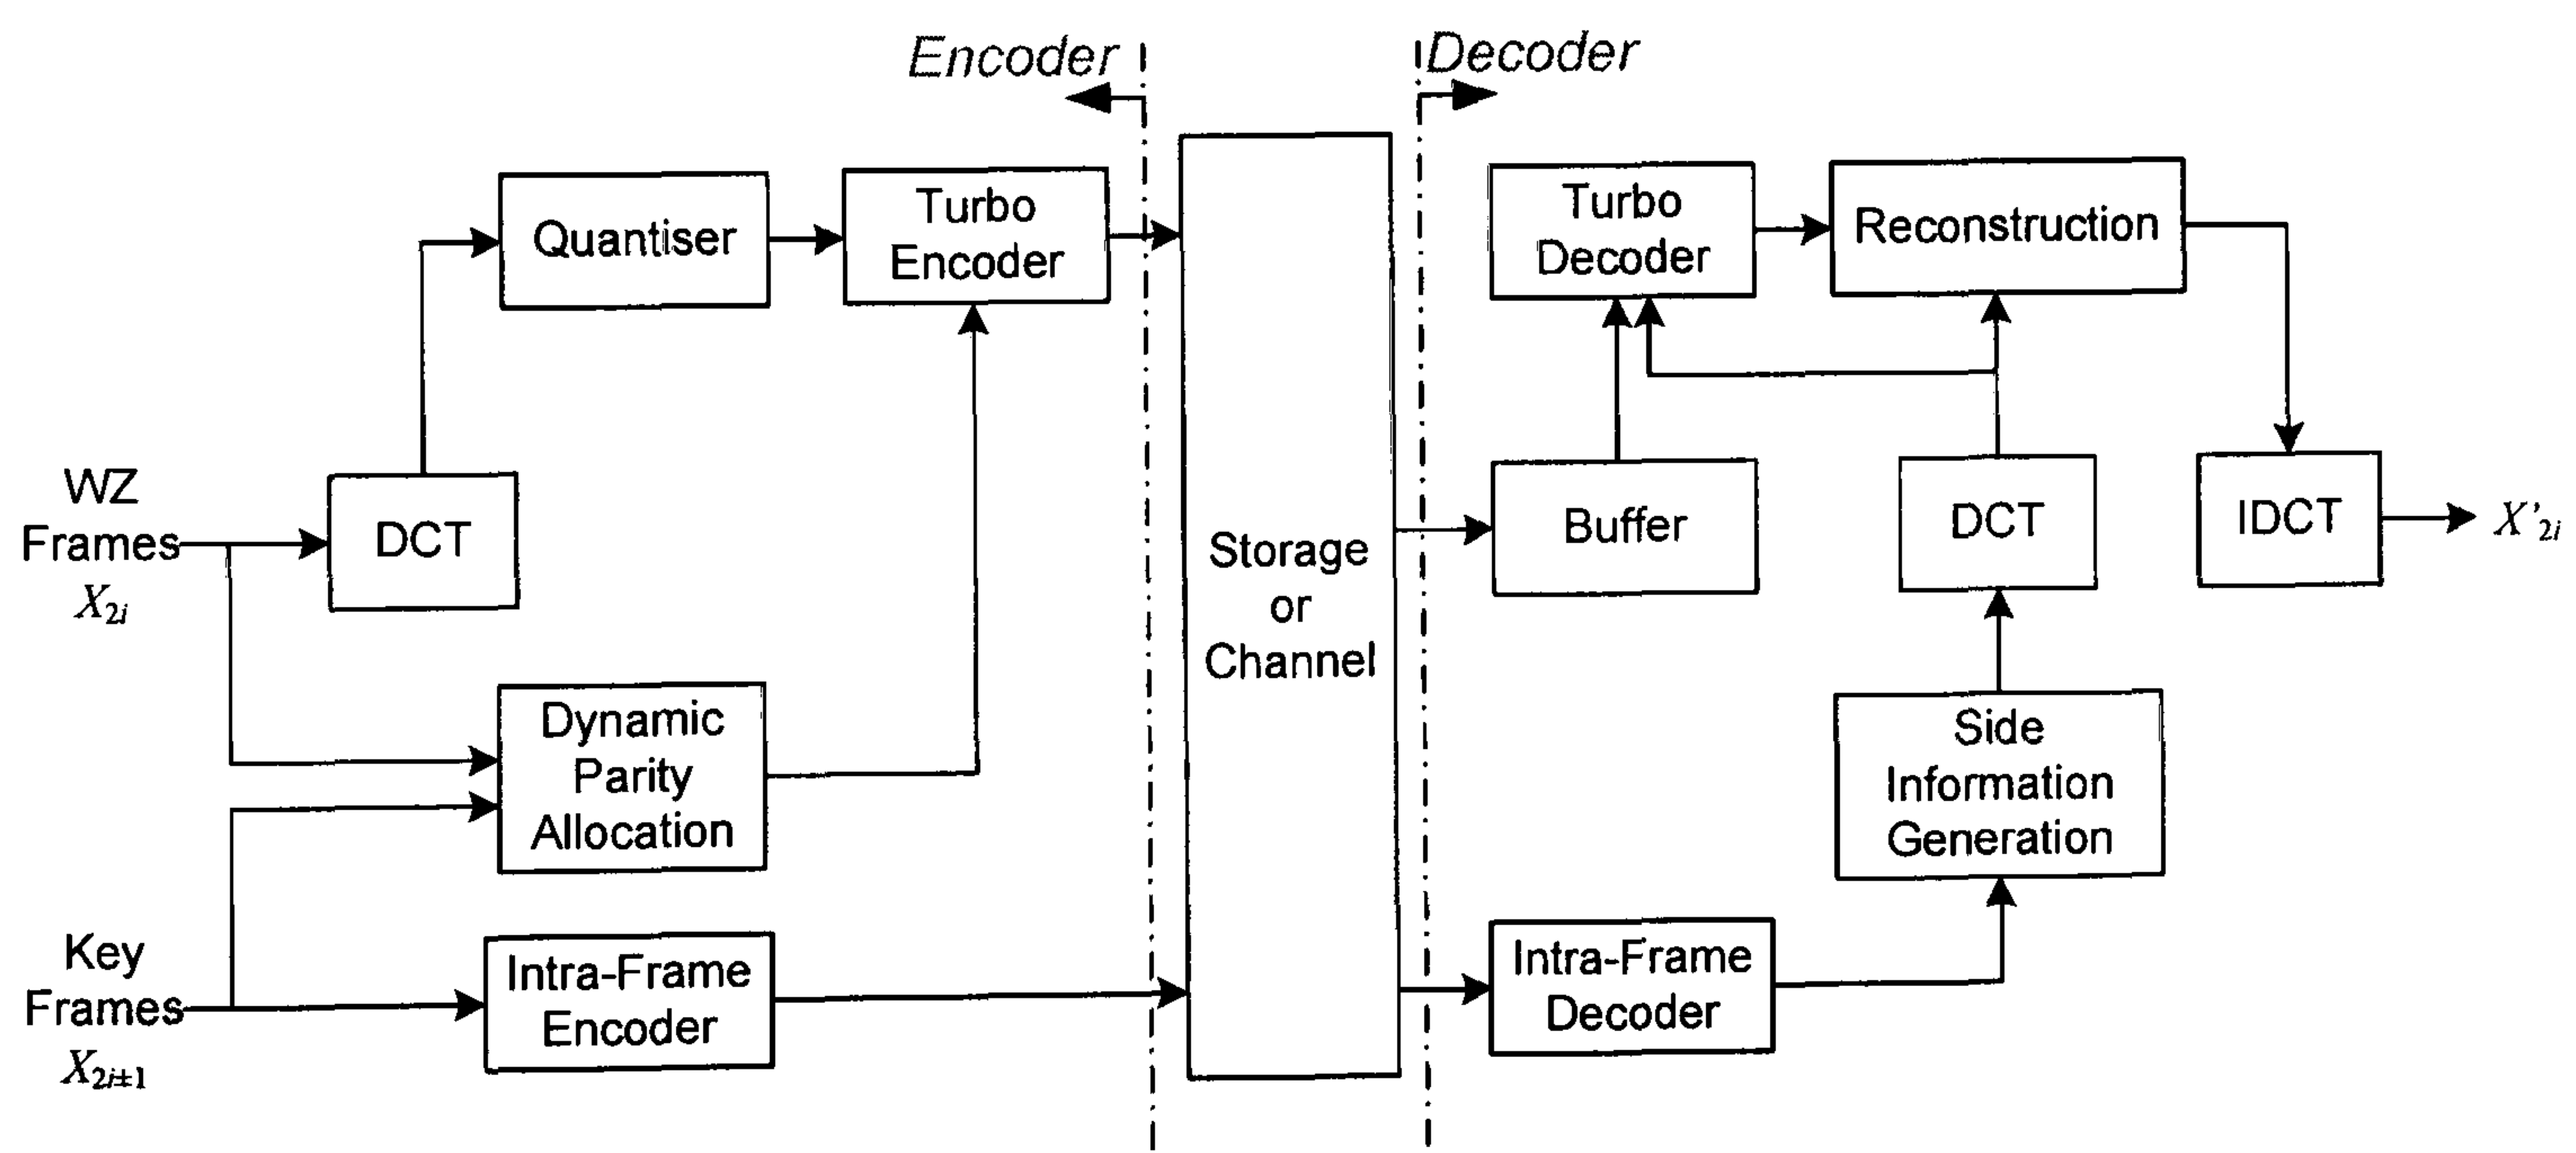 Encoder
Decoder
Quantiser
Turbo
Encoder
Turbo
Decoder
Reconstruction
WZ
Frames
X2i
DCT
Storage
or
Channel
Buffer
DCT
IDCT
X’2i
Dynamic
Parity
Allocation
Side
Information
Generation
Key
Frames
X2i±1
Intra-Frame
Encoder
Intra-Frame
Decoder